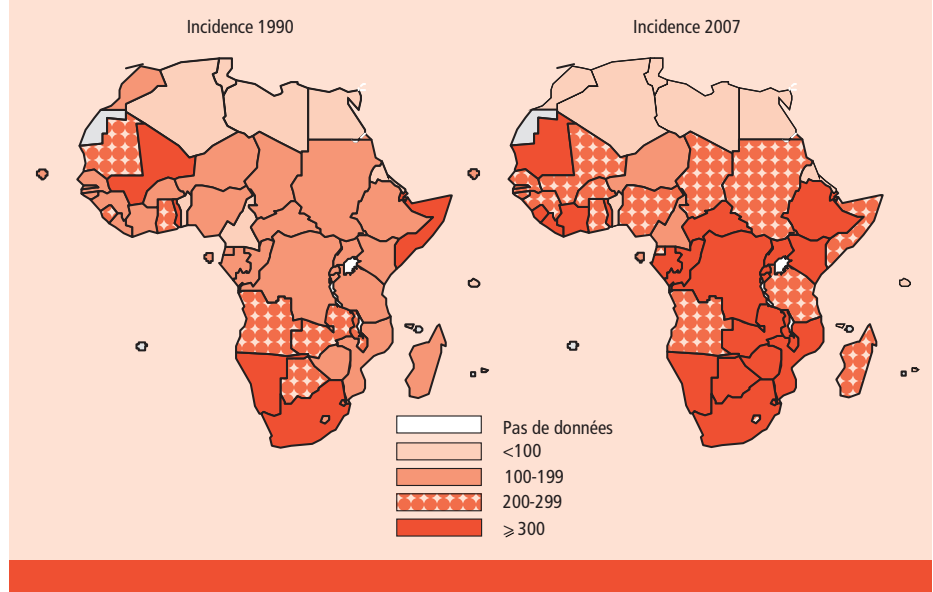 Incidence 1990
Incidence 2007
Pas de données
<100
100-199
200-299
⩾300